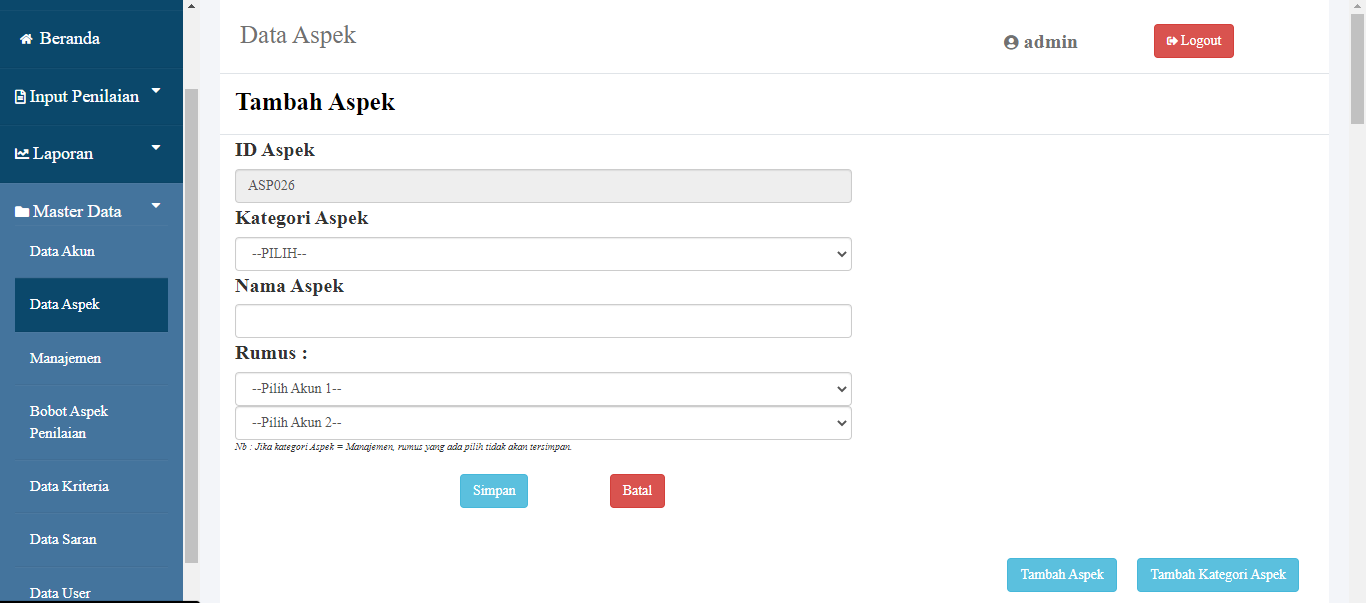 Beranda
Input Penilaian
Laporan
Master Data
Data Akun
Data Aspek
Manajemen
Bobot Aspek
Penilaian
Data Kriteria
Data Saran
Data User
Data Aspek
admin
Logout
Tambah Aspek
ID Aspek
ASP026
Kategori Aspek
--PILIH--
Nama Aspek
Rumus :
--Pilih Akun 1--
--Pilih Akun 2--
Nb : Jika kategori Aspek = Manajemen, rumus yang ada pilih tidak akan tersimpan.
Simpan
Batal
Tambah Aspek
Tambah Kategori Aspek